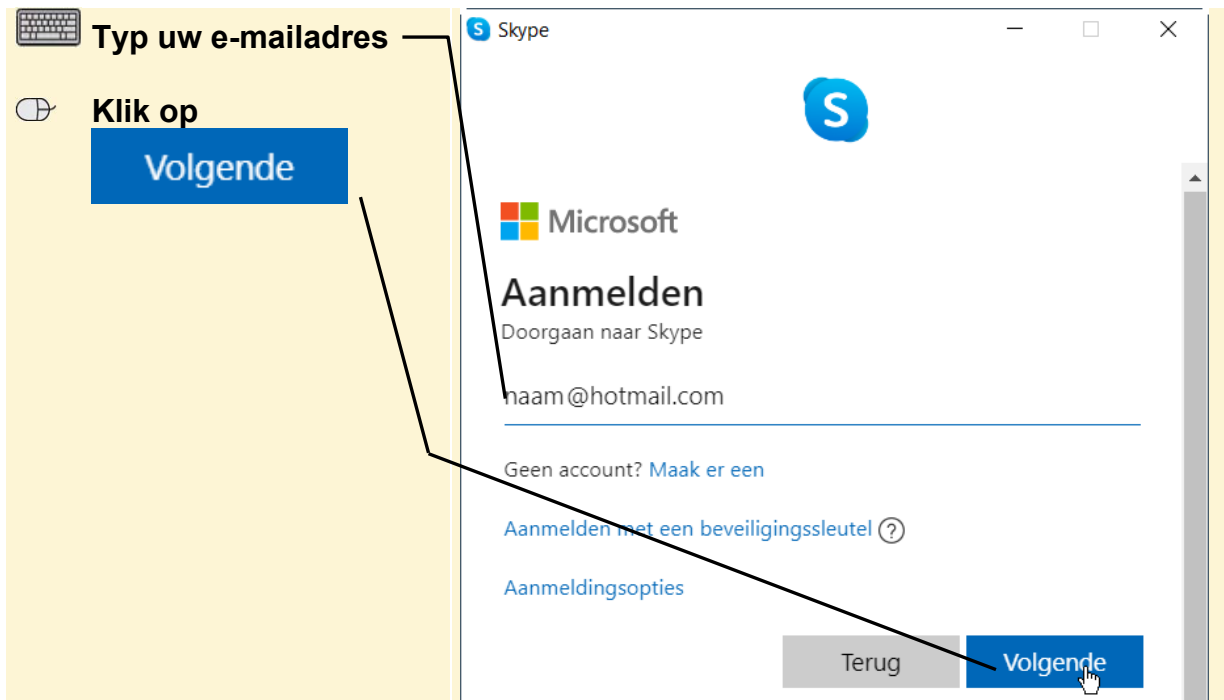 Typ uw e-mailadres
Klik op
Volgende
Skype
S
Microsoft
Aanmelden
Doorgaan naar Skype
naam@hotmail.com
Geen account? Maak er een
Aanmelden met een beveiligingssleutel ?
Aanmeldingsopties
Terug Volgende